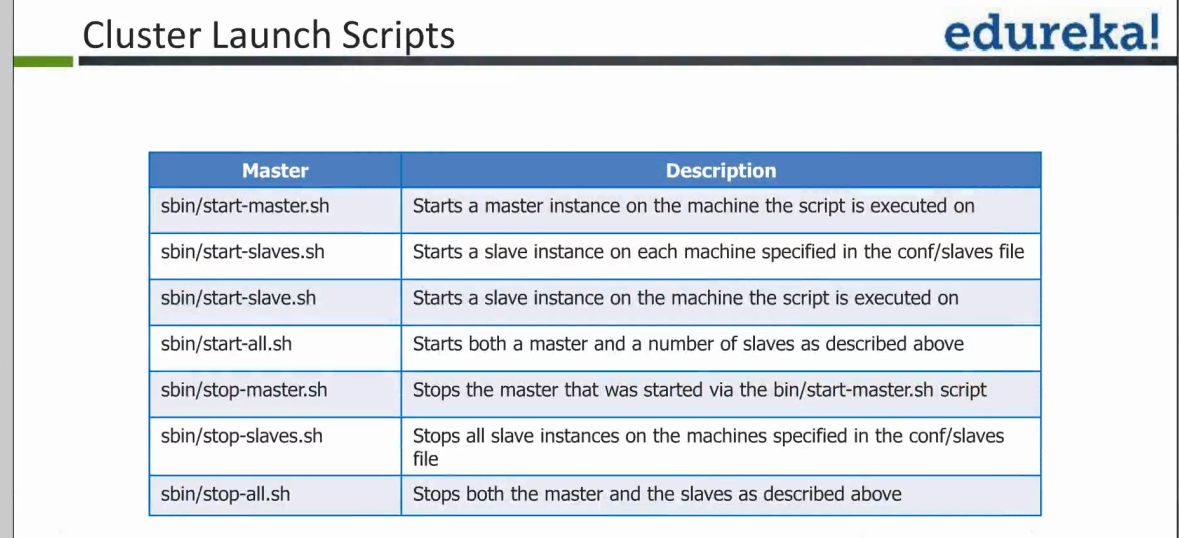 Cluster Launch Scripts
edureka!
Master Description
sbin/start-master.sh Starts a master instance on the machine the script is executed on
sbin/start-slaves.sh Starts a slave instance on each machine specified in the conf/slaves file
sbin/start-slave.sh Starts a slave instance on the machine the script is executed on
sbin/start-all.sh Starts both a master and a number of slaves as described above
sbin/stop-master.sh Stops the master that was started via the bin/start-master.sh script
sbin/stop-slaves.sh Stops all slave instances on the machines specified in the conf/slaves
file
sbin/stop-all.sh Stops both the master and the slaves as described above